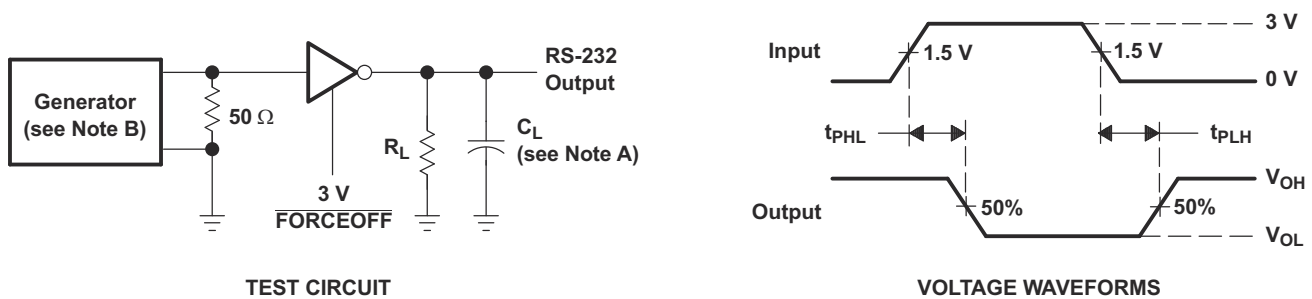 Generator
(see Note B)
50 Ω
3 V
FORCEOFF
R_L
C_L
(see Note A)
RS-232
Output
TEST CIRCUIT
Input
1.5 V
1.5 V
3 V
0 V
t_PHL
t_PLH
Output
50%
50%
V_OH
V_OL
VOLTAGE WAVEFORMS